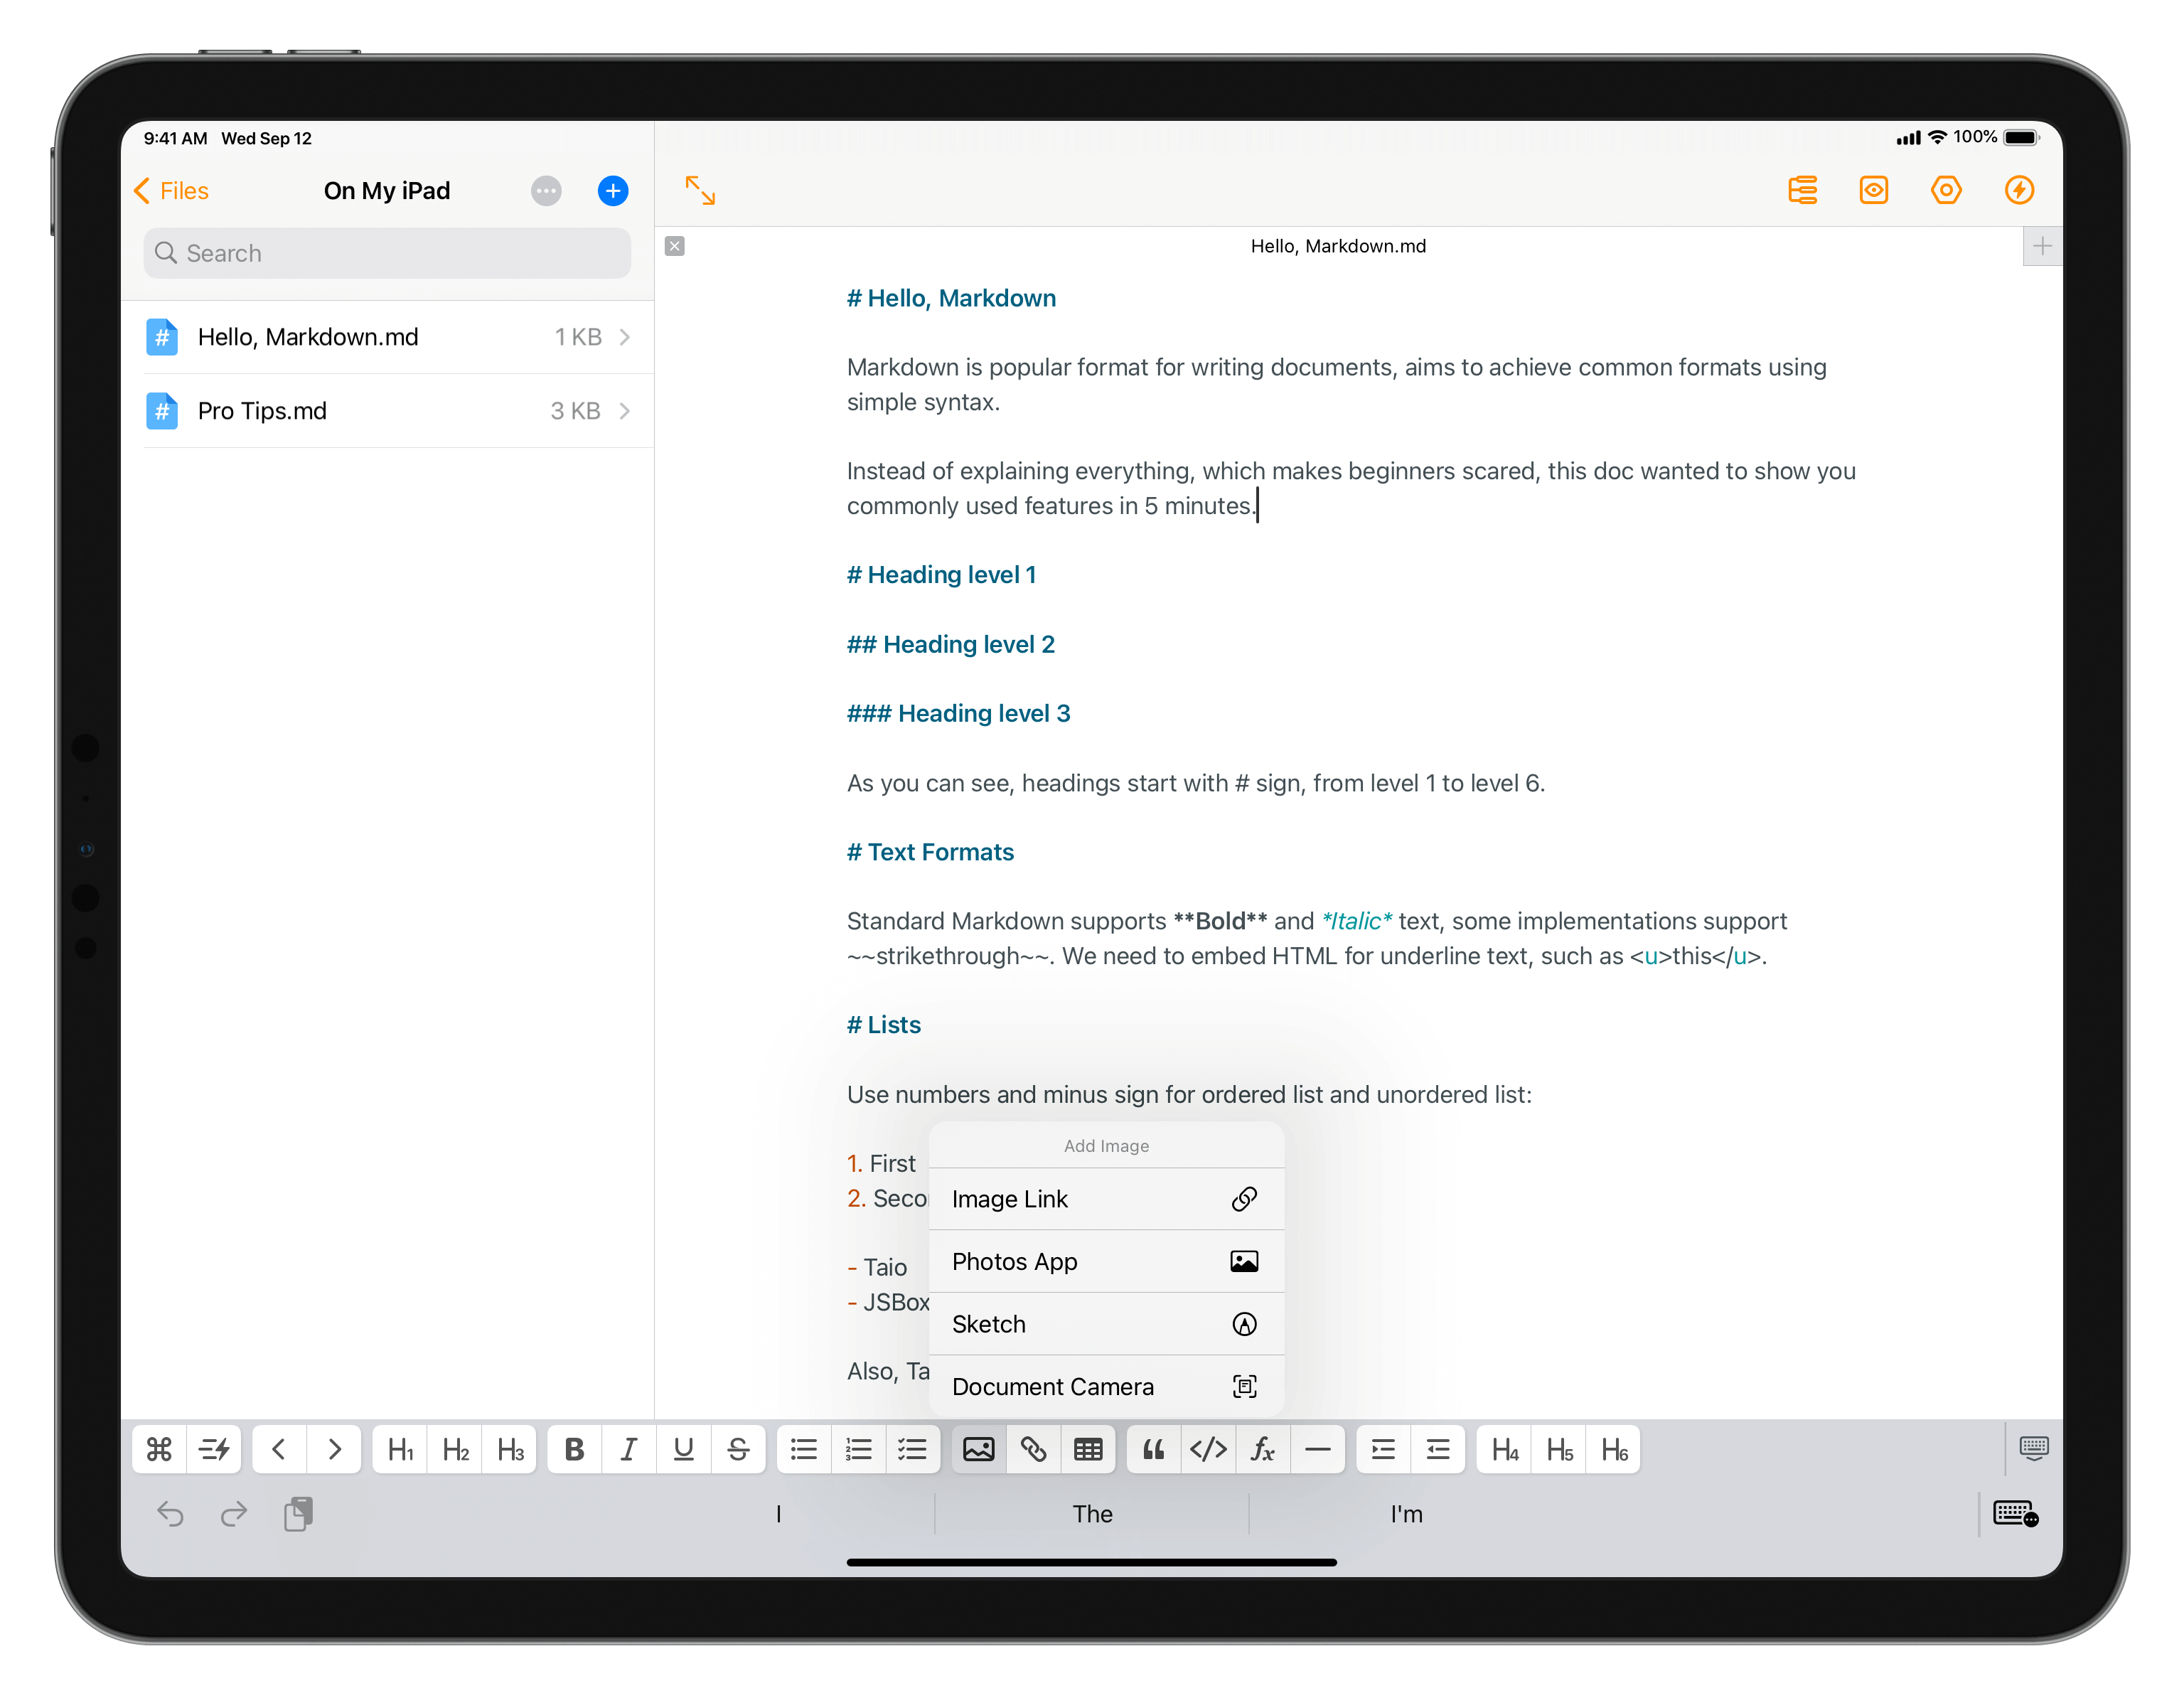 9:41 AM Wed Sep 12
100%
Files
On My iPad
Search
Hello, Markdown.md 1 KB
Pro Tips.md 3 KB
Hello, Markdown.md
# Hello, Markdown
Markdown is popular format for writing documents, aims to achieve common formats using
simple syntax.
Instead of explaining everything, which makes beginners scared, this doc wanted to show you
commonly used features in 5 minutes.
# Heading level 1
## Heading level 2
### Heading level 3
As you can see, headings start with # sign, from level 1 to level 6.
# Text Formats
Standard Markdown supports **Bold** and *Italic* text, some implementations support
~~strikethrough~~. We need to embed HTML for underline text, such as <u>this</u>.
# Lists
Use numbers and minus sign for ordered list and unordered list:
1. First
2. Seco
- Taio
- JSBox
Also, Ta
Add Image
Image Link
Photos App
Sketch
Document Camera
H1 H2 H3 B I U S </> fx H4 H5 H6
I The I'm